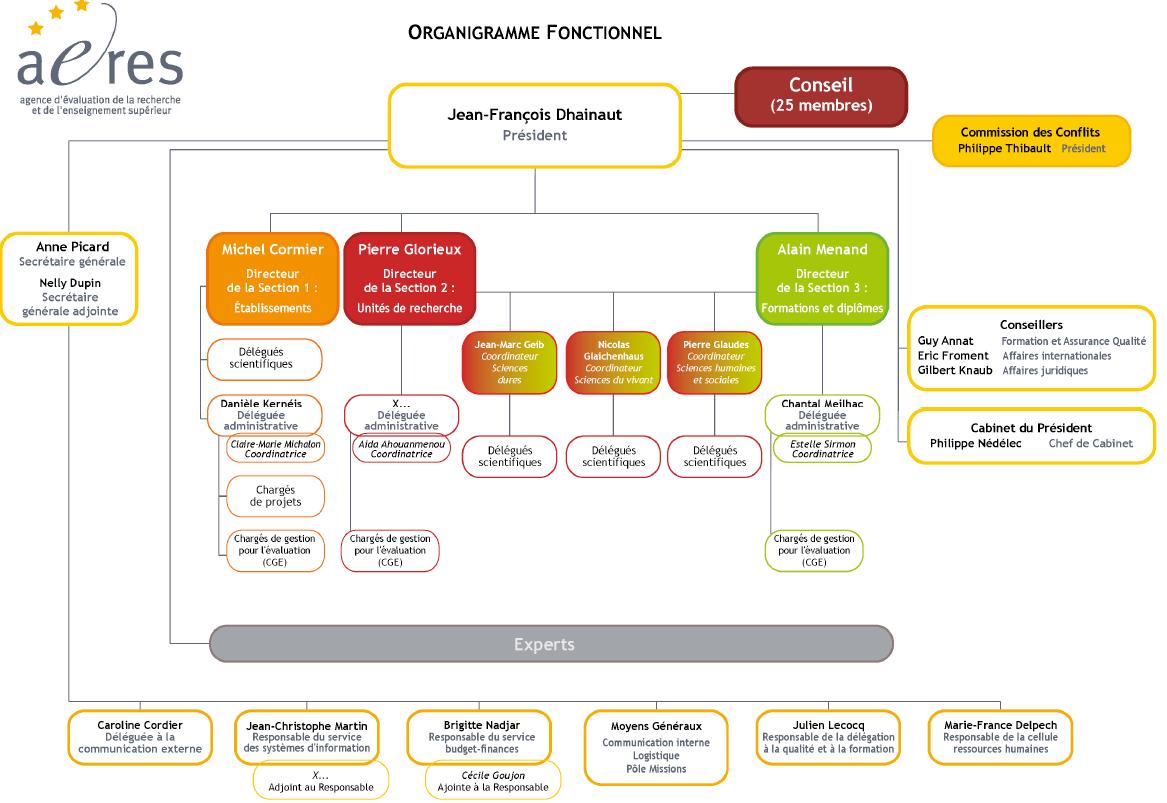 ORGANIGRAMME FONCTIONNEL
aeres
agence d'évaluation de la recherche
et de l'enseignement supérieur
Jean-François Dhainaut
Président
Conseil
(25 membres)
Commission des Conflits
Philippe Thibault Président
Anne Picard
Secrétaire générale
Nelly Dupin
Secrétaire
générale adjointe
Michel Cormier
Directeur
de la Section 1 :
Établissements
Pierre Glorieux
Directeur
de la Section 2 :
Unités de recherche
Alain Menand
Directeur
de la Section 3 :
Formations et diplômes
Conseillers
Guy Annat Formation et Assurance Qualité
Eric Froment Affaires internationales
Gilbert Knaub Affaires juridiques
Cabinet du Président
Philippe Nédélec Chef de Cabinet
Jean-Marc Geib
Coordinateur
Sciences
dures
Nicolas
Glaichenhaus
Coordinateur
Sciences du vivant
Pierre Glaudes
Coordinateur
Sciences humaines
et sociales
Délégués
scientifiques
Danièle Kernéis
Déléguée
administrative
Claire-Marie Michalon
Coordinatrice
Chargés
de projets
Chargés de gestion
pour l'évaluation
(CGE)
X...
Déléguée
administrative
Aïda Ahouanmenou
Coordinatrice
Chargés de gestion
pour l'évaluation
(CGE)
Délégués
scientifiques
Délégués
scientifiques
Délégués
scientifiques
Chantal Meilhac
Déléguée
administrative
Estelle Sirmon
Coordinatrice
Chargés de gestion
pour l'évaluation
(CGE)
Experts
Caroline Cordier
Déléguée à la
communication externe
Jean-Christophe Martin
Responsable du service
des systèmes d'information
X...
Adjoint au Responsable
Brigitte Nadjar
Responsable du service
budget-finances
Cécile Goujon
Ajointe à la Responsable
Moyens Généraux
Communication interne
Logistique
Pôle Missions
Julien Lecocq
Responsable de la délégation
à la qualité et à la formation
Marie-France Delpech
Responsable de la cellule
ressources humaines